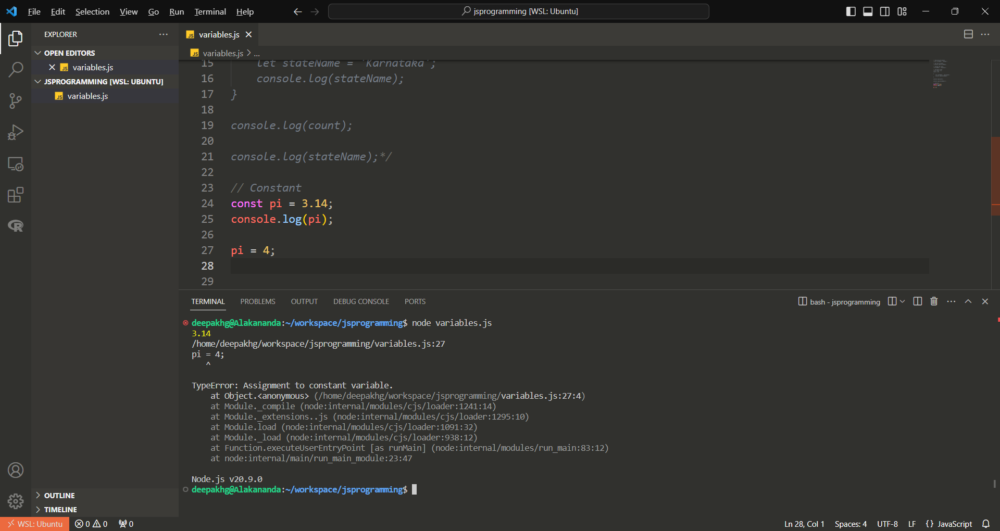 File Edit Selection View Go Run Terminal Help
jsprogramming [WSL: Ubuntu]
EXPLORER
OPEN EDITORS
variables.js
JSPROGRAMMING [WSL: UBUNTU]
variables.js
OUTLINE
TIMELINE
variables.js
variables.js > ...
15 let stateName = 'Karnataka';
16 console.log(stateName);
17 }
18
19 console.log(count);
20
21 console.log(stateName);*/
22
23 // Constant
24 const pi = 3.14;
25 console.log(pi);
26
27 pi = 4;
28
29
TERMINAL PROBLEMS OUTPUT DEBUG CONSOLE PORTS
bash - jsprogramming
deepakhg@Alakananda:~/workspace/jsprogramming$ node variables.js
3.14
/home/deepakhg/workspace/jsprogramming/variables.js:27
pi = 4;
^
TypeError: Assignment to constant variable.
at Object.<anonymous> (/home/deepakhg/workspace/jsprogramming/variables.js:27:4)
at Module._compile (node:internal/modules/cjs/loader:1241:14)
at Module._extensions..js (node:internal/modules/cjs/loader:1295:10)
at Module.load (node:internal/modules/cjs/loader:1091:32)
at Module._load (node:internal/modules/cjs/loader:938:12)
at Function.executeUserEntryPoint [as runMain] (node:internal/modules/run_main:83:12)
at node:internal/main/run_main_module:23:47
Node.js v20.9.0
deepakhg@Alakananda:~/workspace/jsprogramming$
WSL: Ubuntu 0 0 0
Ln 28, Col 1 Spaces: 4 UTF-8 LF {} JavaScript